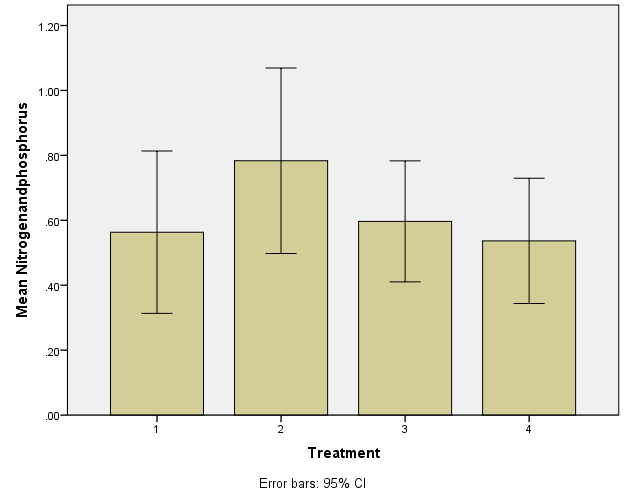 Mean Nitrogenandphosphorus
1.20
1.00
.80
.60
.40
.20
.00
1 2 3 4
Treatment
Error bars: 95% CI